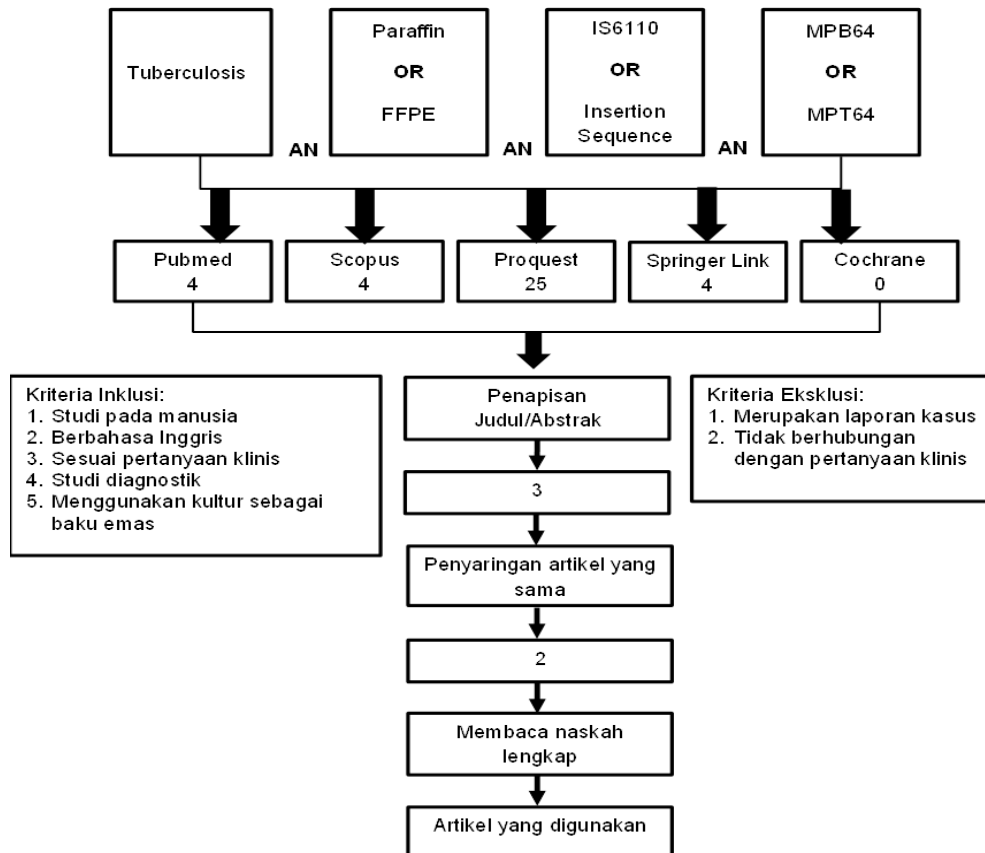 Tuberculosis
Paraffin
OR
FFPE
IS6110
OR
Insertion
Sequence
MPB64
OR
MPT64
AN
AN
AN
Pubmed
4
Scopus
4
Proquest
25
Springer Link
4
Cochrane
0
Kriteria Inklusi:
1. Studi pada manusia
2. Berbahasa Inggris
3. Sesuai pertanyaan klinis
4. Studi diagnostik
5. Menggunakan kultur sebagai
baku emas
Penapisan
Judul/Abstrak
Kriteria Eksklusi:
1. Merupakan laporan kasus
2. Tidak berhubungan
dengan pertanyaan klinis
3
Penyaringan artikel yang
sama
2
Membaca naskah
lengkap
Artikel yang digunakan